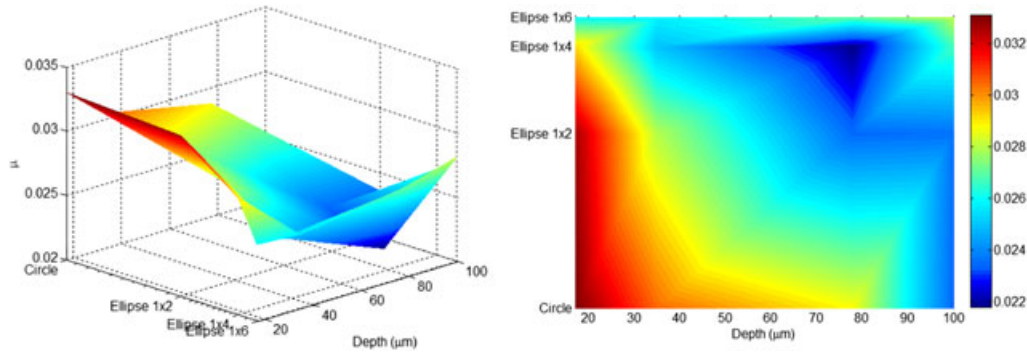 0.035
0.03
0.025
0.02
μ
Circle
Ellipse 1x2
Ellipse 1x4
Ellipse 1x6
20
40
60
80
100
Depth (μm)
Ellipse 1x6
Ellipse 1x4
Ellipse 1x2
Circle
20 30 40 50 60 70 80 90 100
Depth (μm)
0.032
0.03
0.028
0.026
0.024
0.022